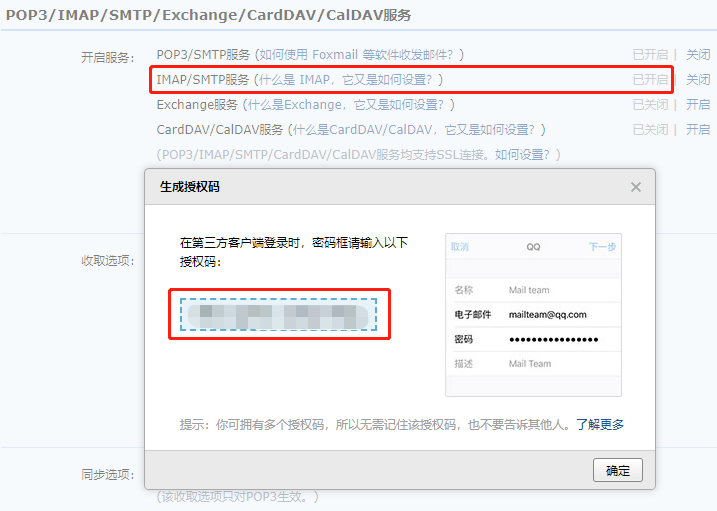 POP3/IMAP/SMTP/Exchange/CardDAV/CalDAV服务
开启服务： POP3/SMTP服务 (如何使用 Foxmail 等软件收发邮件？) 已开启 | 关闭
IMAP/SMTP服务 (什么是 IMAP，它又是如何设置？) 已开启 | 关闭
Exchange服务 (什么是Exchange，它又是如何设置？) 已关闭 | 开启
CardDAV/CalDAV服务 (什么是CardDAV/CalDAV，它又是如何设置？) 已关闭 | 开启
(POP3/IMAP/SMTP/CardDAV/CalDAV服务均支持SSL连接。如何设置？)
生成授权码
在第三方客户端登录时，密码框请输入以下
授权码：
取消 QQ 下一步
名称 Mail team
电子邮件 mailteam@qq.com
密码 ●●●●●●●●●●●●●●●●
描述 Mail Team
收取选项：
提示：你可拥有多个授权码，所以无需记住该授权码，也不要告诉其他人。了解更多
确定
同步选项：
(该收取选项只对POP3生效。)